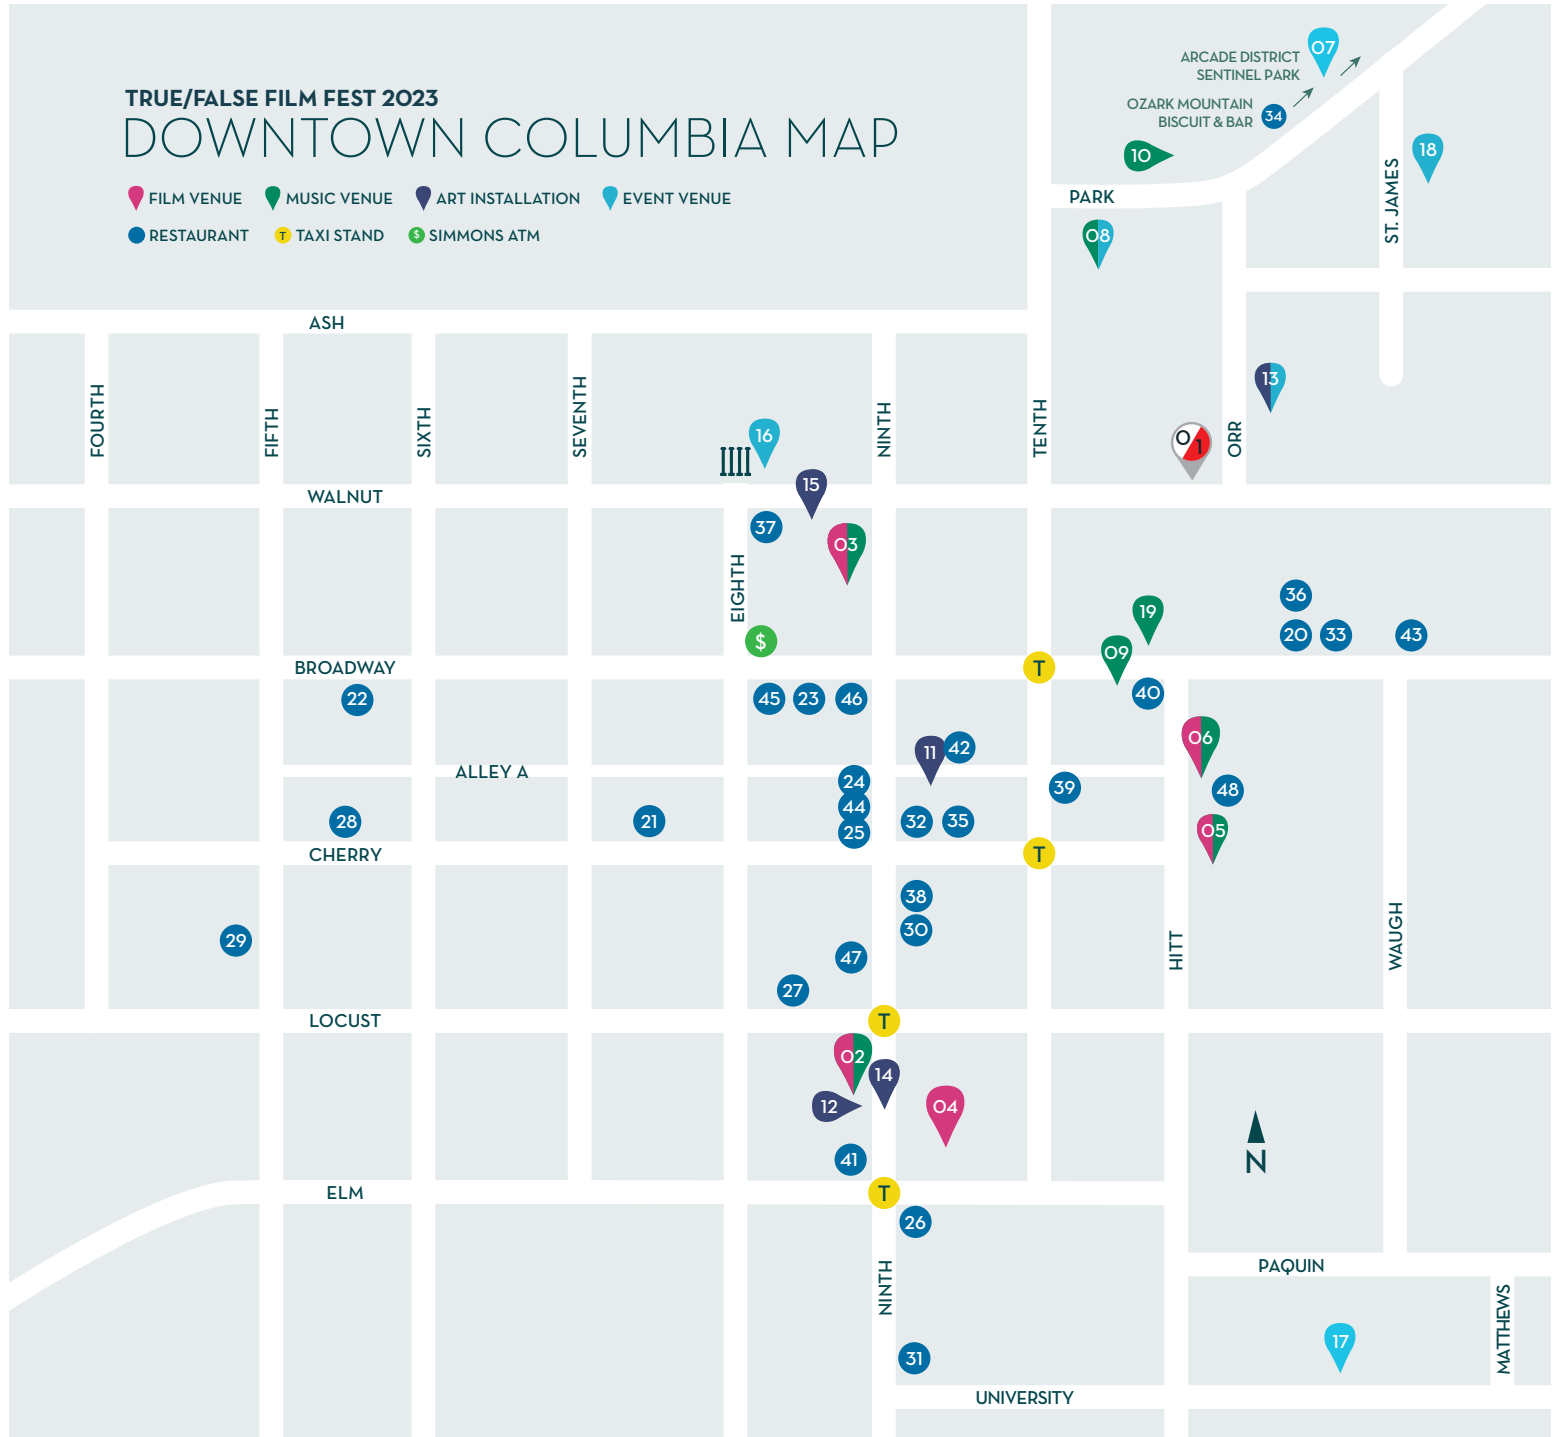 TRUE/FALSE FILM FEST 2023
DOWNTOWN COLUMBIA MAP
FILM VENUE
MUSIC VENUE
ART INSTALLATION
EVENT VENUE
RESTAURANT
T TAXI STAND
$ SIMMONS ATM
07
ARCADE DISTRICT
SENTINEL PARK
OZARK MOUNTAIN
BISCUIT & BAR
34
10
18
PARK
ST. JAMES
08
ASH
13
FOURTH
FIFTH
SIXTH
SEVENTH
NINTH
TENTH
ORR
16
01
15
WALNUT
37
03
EIGHTH
36
19
20
33
43
$
09
BROADWAY
T
22
45
23
46
40
06
11
42
ALLEY A
24
39
48
44
28
21
25
32
35
05
CHERRY
T
38
30
29
47
HITT
WAUGH
27
LOCUST
T
02
14
12
04
41
N
ELM
T
26
NINTH
PAQUIN
MATTHEWS
17
31
UNIVERSITY